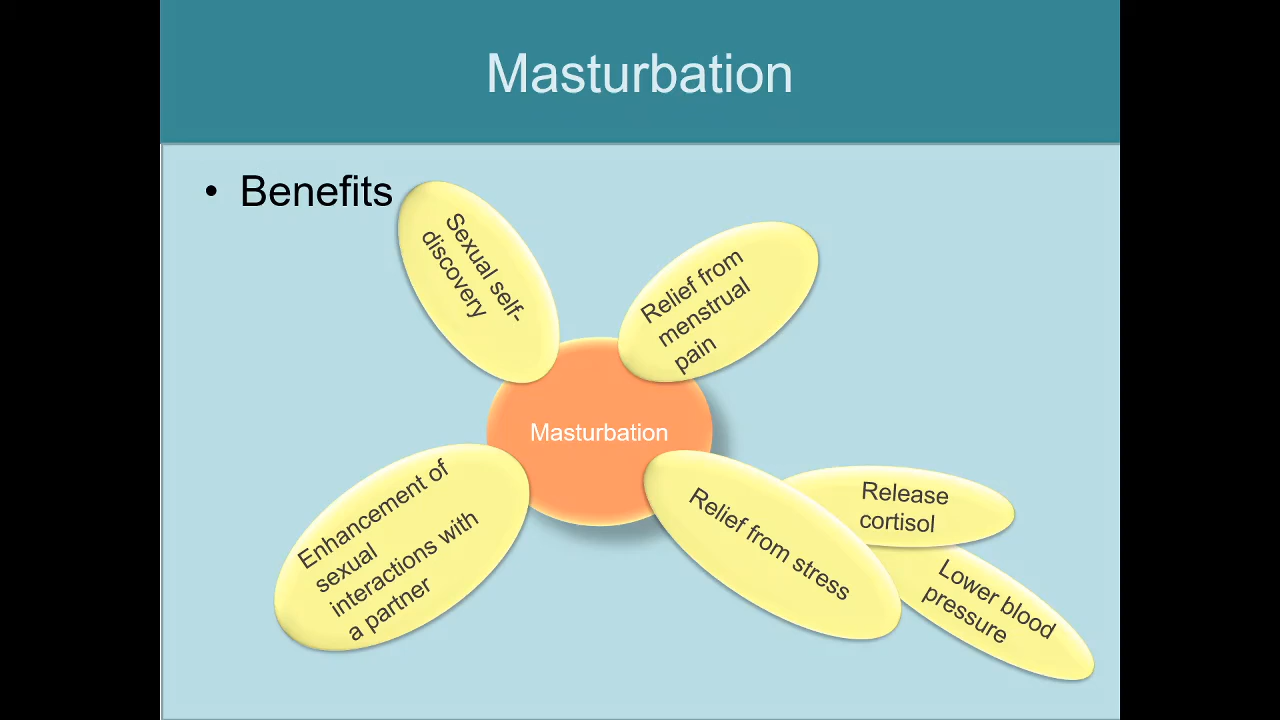 Masturbation
• Benefits
Sexual self-
discovery
Relief from
menstrual
pain
Masturbation
Enhancement of
sexual
interactions with
a partner
Relief from stress
Release
cortisol
Lower blood
pressure